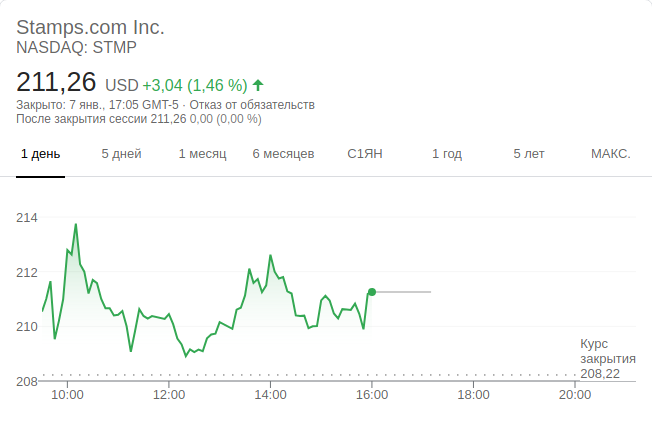 Stamps.com Inc.
NASDAQ: STMP
211,26 USD +3,04 (1,46 %)
Закрыто: 7 янв., 17:05 GMT-5 · Отказ от обязательств
После закрытия сессии 211,26 0,00 (0,00 %)
1 день 5 дней 1 месяц 6 месяцев С1ЯН 1 год 5 лет МАКС.
214
212
210
Курс
закрытия
208,22
208
10:00 12:00 14:00 16:00 18:00 20:00